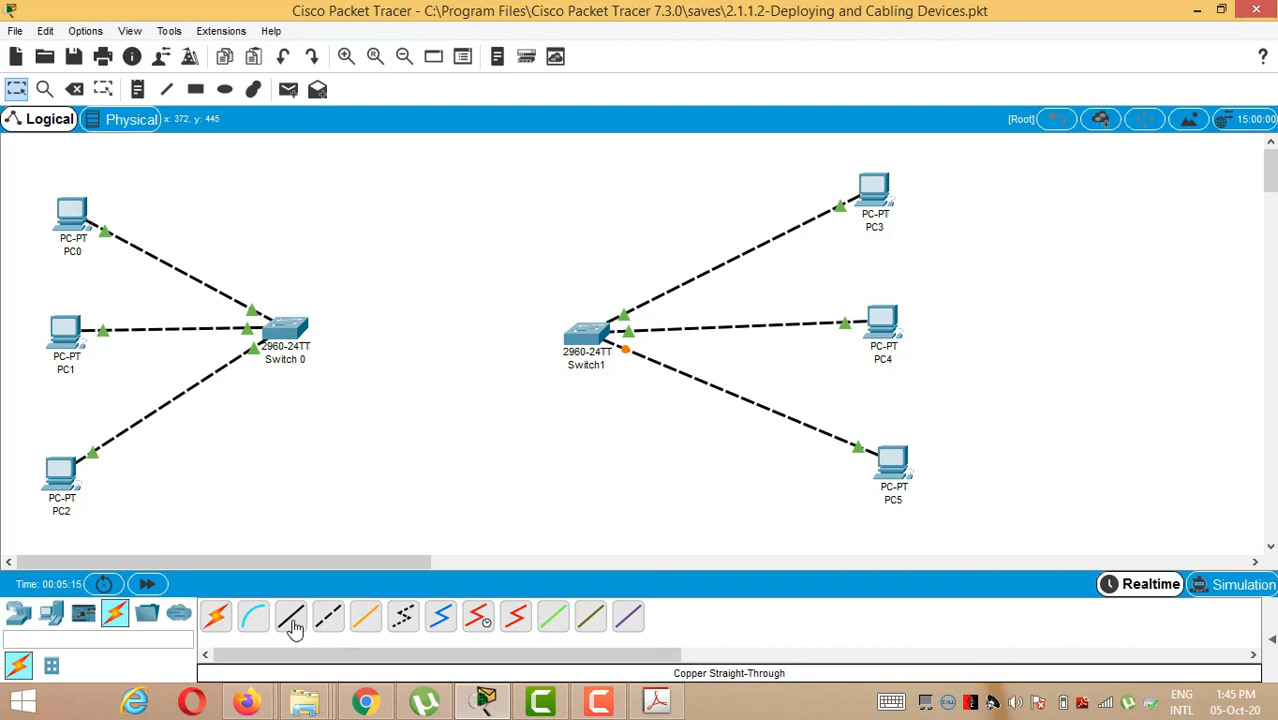 Cisco Packet Tracer - C:\Program Files\Cisco Packet Tracer 7.3.0\saves\2.1.1.2-Deploying and Cabling Devices.pkt
File Edit Options View Tools Extensions Help
Logical Physical x: 372, y: 445 [Root] 15:00:00
PC-PT
PC0
PC-PT
PC1
PC-PT
PC2
2960-24TT
Switch 0
2960-24TT
Switch1
PC-PT
PC3
PC-PT
PC4
PC-PT
PC5
Time: 00:05:15 Realtime Simulation
Copper Straight-Through
ENG
INTL
1:45 PM
05-Oct-20